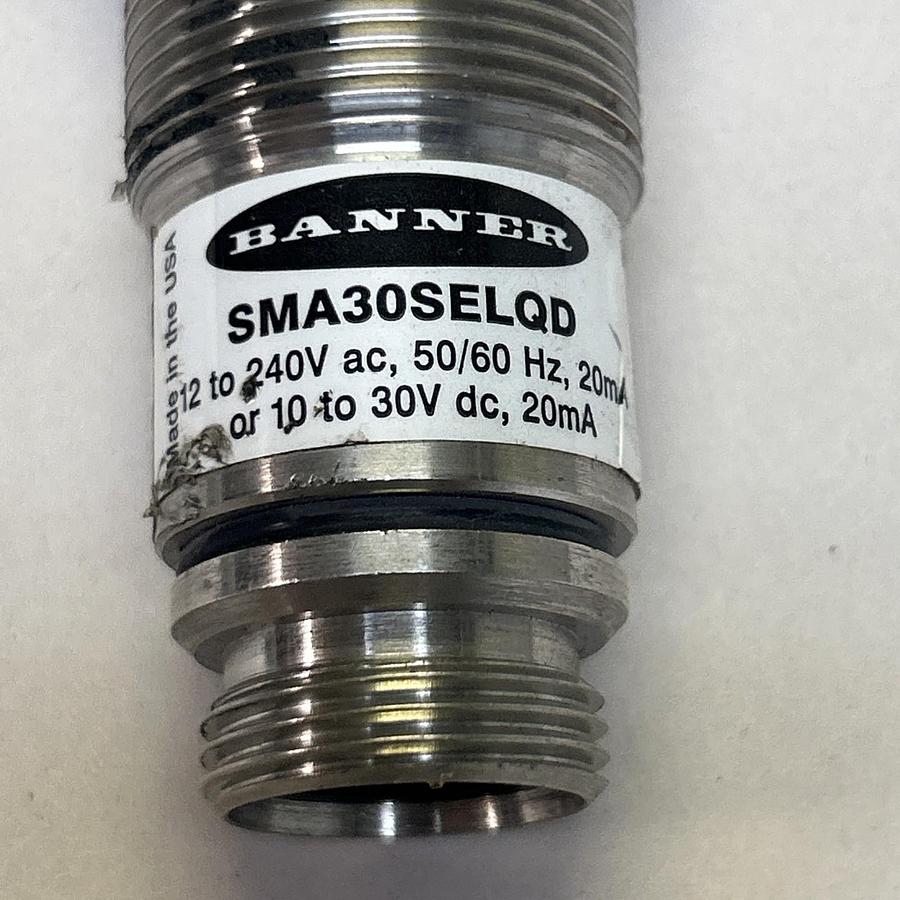 BANNER
SMA30SELQD
12 to 240V ac, 50/60 Hz, 20mA
or 10 to 30V dc, 20mA
Made in the USA